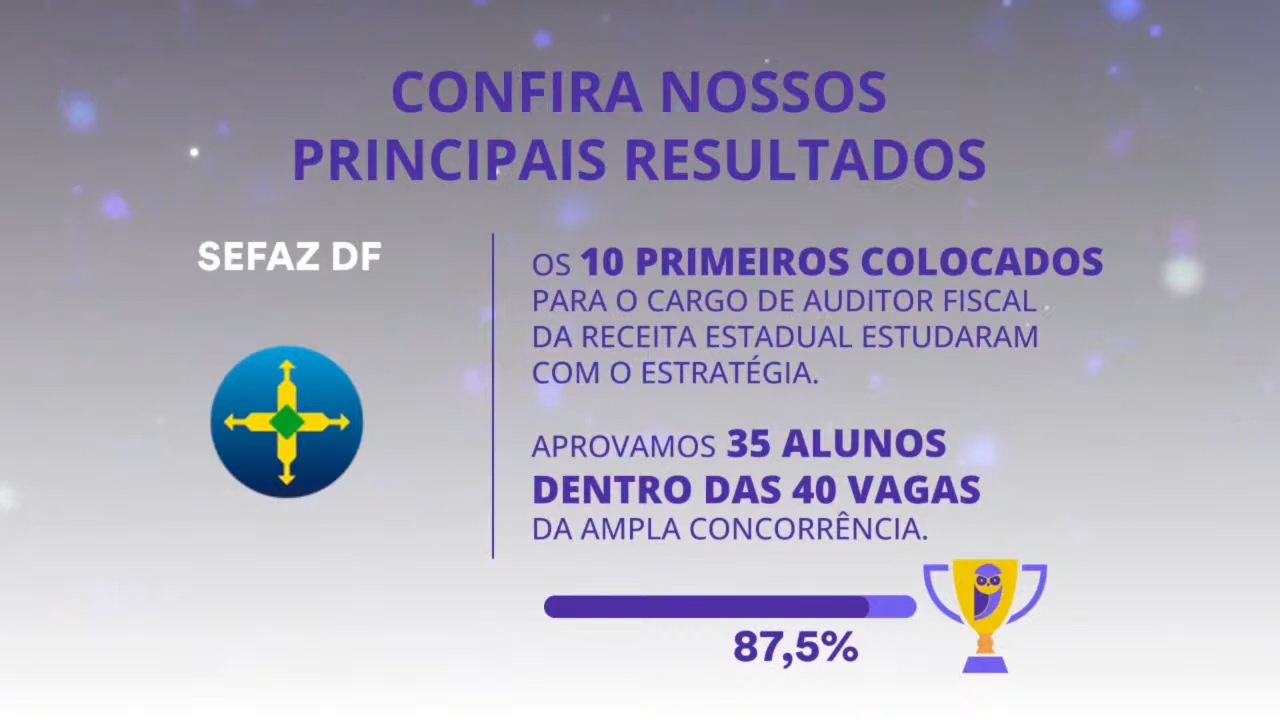 CONFIRA NOSSOS
PRINCIPAIS RESULTADOS
SEFAZ DF
OS 10 PRIMEIROS COLOCADOS
PARA O CARGO DE AUDITOR FISCAL
DA RECEITA ESTADUAL ESTUDARAM
COM O ESTRATÉGIA.
APROVAMOS 35 ALUNOS
DENTRO DAS 40 VAGAS
DA AMPLA CONCORRÊNCIA.
87,5%